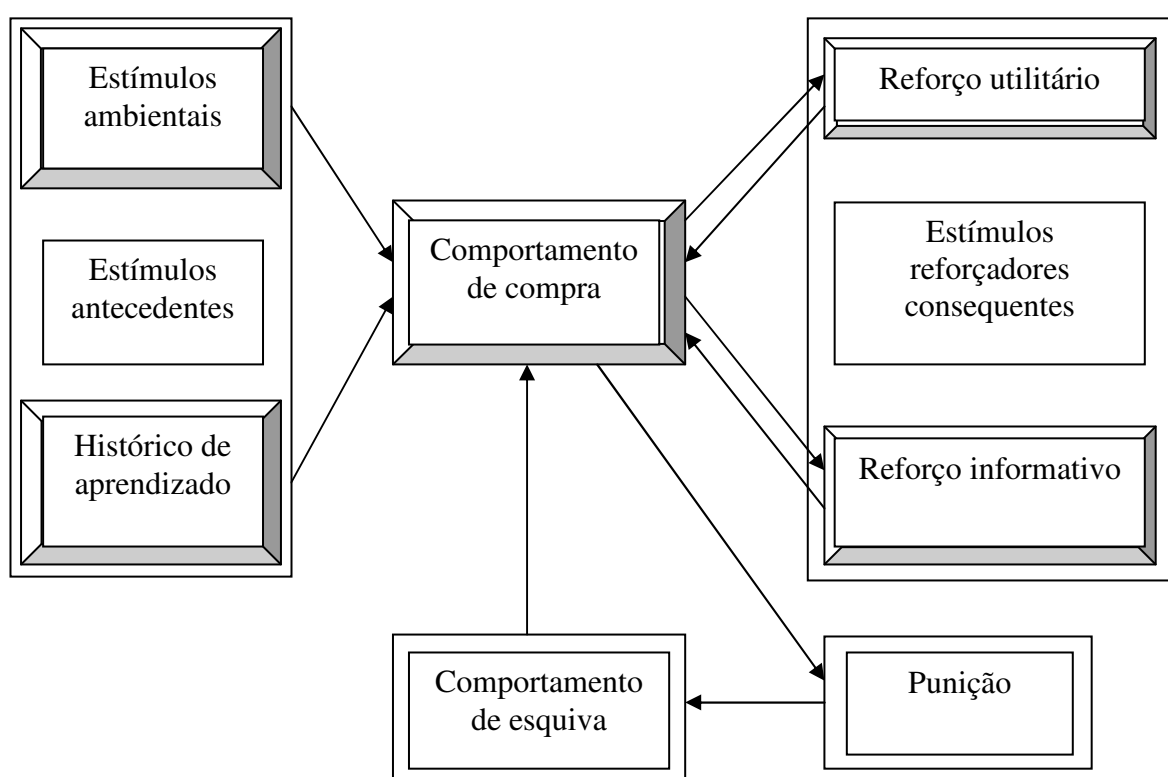 Estímulos
ambientais
Estímulos
antecedentes
Histórico de
aprendizado
Comportamento
de compra
Reforço utilitário
Estímulos
reforçadores
consequentes
Reforço informativo
Comportamento
de esquiva
Punição